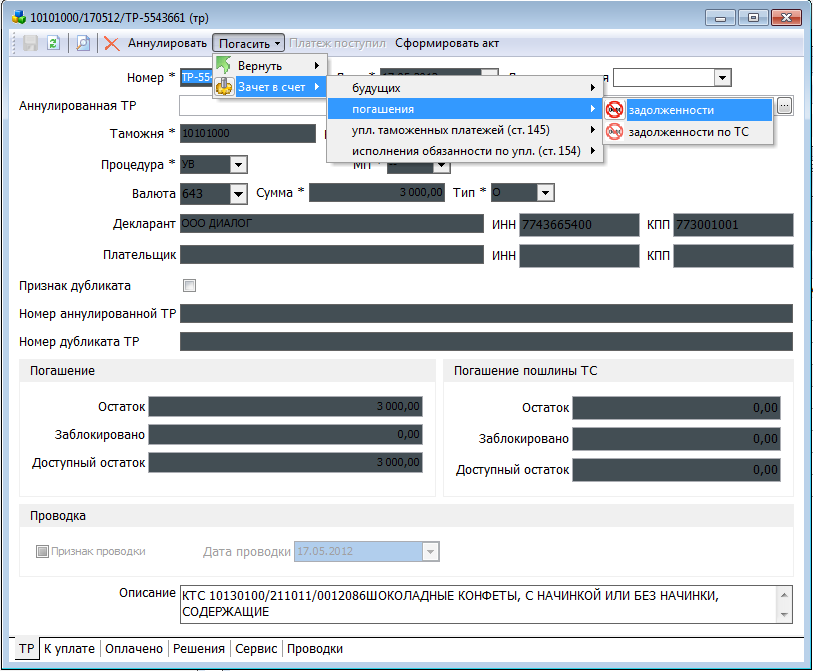 10101000/170512/ТР-5543661 (тр)
Аннулировать Погасить Платеж поступил Сформировать акт
Вернуть
Зачет в счет
будущих
погашения
упл. таможенных платежей (ст. 145)
исполнения обязанности по упл. (ст. 154)
задолженности
задолженности по ТС
Номер * ТР-55
Аннулированная ТР ...
Таможня * 10101000
Процедура * УВ МП *
Валюта 643 Сумма * 3 000,00 Тип * О
Декларант ООО ДИАЛОГ ИНН 7743665400 КПП 773001001
Плательщик ИНН КПП
Признак дубликата
Номер аннулированной ТР
Номер дубликата ТР
Погашение
Остаток 3 000,00
Заблокировано 0,00
Доступный остаток 3 000,00
Погашение пошлины ТС
Остаток 0,00
Заблокировано 0,00
Доступный остаток 0,00
Проводка
Признак проводки Дата проводки 17.05.2012
Описание КТС 10130100/211011/0012086ШОКОЛАДНЫЕ КОНФЕТЫ, С НАЧИНКОЙ ИЛИ БЕЗ НАЧИНКИ,
СОДЕРЖАЩИЕ
ТР К уплате Оплачено Решения Сервис Проводки